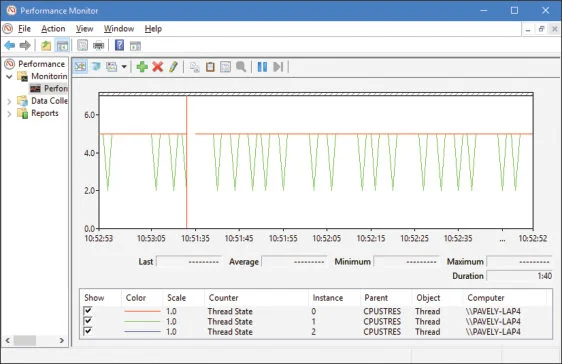 Performance Monitor
File Action View Window Help
Performance
Monitorin
Perforn
Data Colle
Reports
6.0
4.0
2.0
0.0
10:52:53 10:53:05 10:51:35 10:51:45 10:51:55 10:52:05 10:52:15 10:52:25 10:52:35 ... 10:52:52
Last --------- Average --------- Minimum --------- Maximum ---------
Duration 1:40
Show Color Scale Counter Instance Parent Object Computer
1.0 Thread State 0 CPUSTRES Thread \\PAVELY-LAP4
1.0 Thread State 1 CPUSTRES Thread \\PAVELY-LAP4
1.0 Thread State 2 CPUSTRES Thread \\PAVELY-LAP4